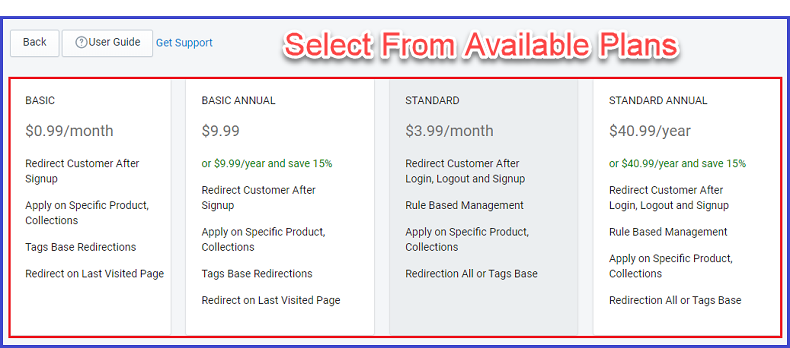 Back
User Guide
Get Support
Select From Available Plans
BASIC
$0.99/month
Redirect Customer After
Signup
Apply on Specific Product,
Collections
Tags Base Redirections
Redirect on Last Visited Page
BASIC ANNUAL
$9.99
or $9.99/year and save 15%
Redirect Customer After
Signup
Apply on Specific Product,
Collections
Tags Base Redirections
Redirect on Last Visited Page
STANDARD
$3.99/month
Redirect Customer After
Login, Logout and Signup
Rule Based Management
Apply on Specific Product,
Collections
Redirection All or Tags Base
STANDARD ANNUAL
$40.99/year
or $40.99/year and save 15%
Redirect Customer After
Login, Logout and Signup
Rule Based Management
Apply on Specific Product,
Collections
Redirection All or Tags Base